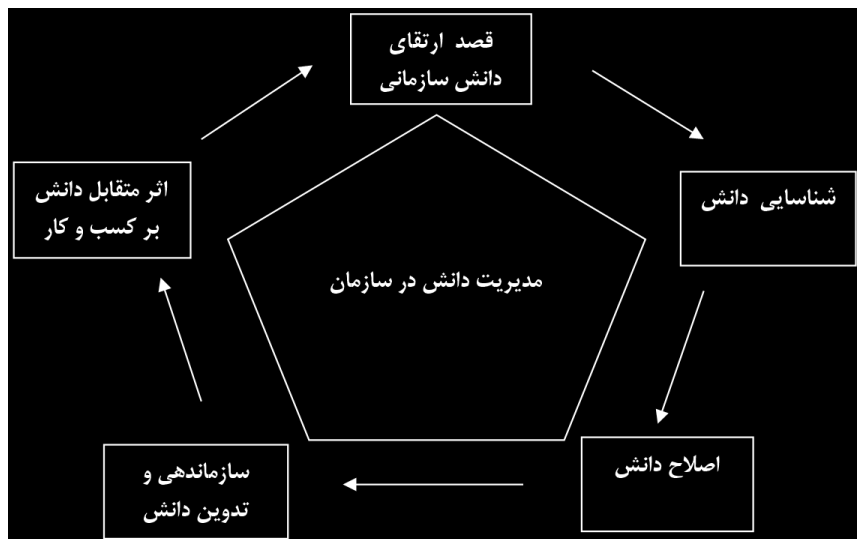 قصد ارتقای
دانش سازمانی
شناسایی دانش
اصلاح دانش
سازماندهی و
تدوین دانش
اثر متقابل دانش
بر کسب و کار
مدیریت دانش در سازمان